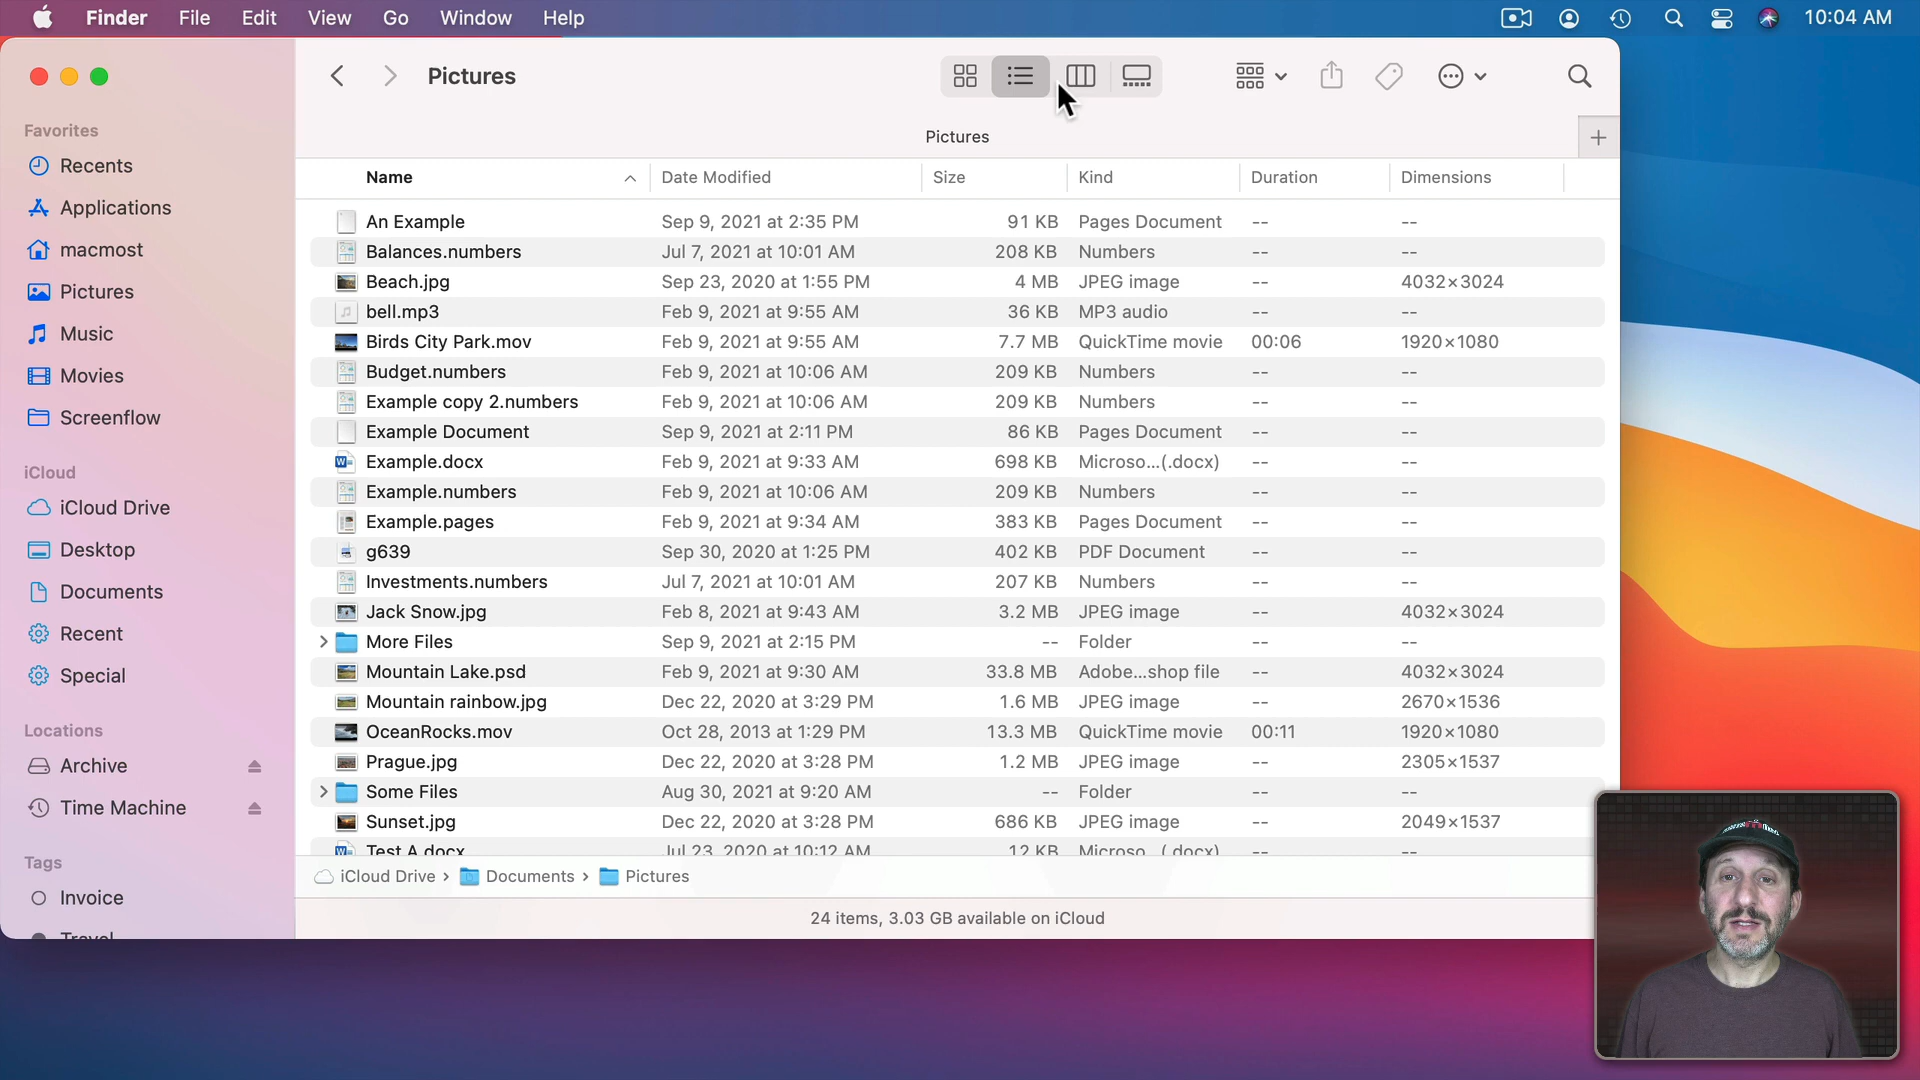 Finder File Edit View Go Window Help 10:04 AM
Pictures
Pictures
Favorites
Recents
Applications
macmost
Pictures
Music
Movies
Screenflow
iCloud
iCloud Drive
Desktop
Documents
Recent
Special
Locations
Archive
Time Machine
Tags
Invoice
Travel
Name Date Modified Size Kind Duration Dimensions
An Example Sep 9, 2021 at 2:35 PM 91 KB Pages Document -- --
Balances.numbers Jul 7, 2021 at 10:01 AM 208 KB Numbers -- --
Beach.jpg Sep 23, 2020 at 1:55 PM 4 MB JPEG image -- 4032×3024
bell.mp3 Feb 9, 2021 at 9:55 AM 36 KB MP3 audio -- --
Birds City Park.mov Feb 9, 2021 at 9:55 AM 7.7 MB QuickTime movie 00:06 1920×1080
Budget.numbers Feb 9, 2021 at 10:06 AM 209 KB Numbers -- --
Example copy 2.numbers Feb 9, 2021 at 10:06 AM 209 KB Numbers -- --
Example Document Sep 9, 2021 at 2:11 PM 86 KB Pages Document -- --
Example.docx Feb 9, 2021 at 9:33 AM 698 KB Microso...(.docx) -- --
Example.numbers Feb 9, 2021 at 10:06 AM 209 KB Numbers -- --
Example.pages Feb 9, 2021 at 9:34 AM 383 KB Pages Document -- --
g639 Sep 30, 2020 at 1:25 PM 402 KB PDF Document -- --
Investments.numbers Jul 7, 2021 at 10:01 AM 207 KB Numbers -- --
Jack Snow.jpg Feb 8, 2021 at 9:43 AM 3.2 MB JPEG image -- 4032×3024
More Files Sep 9, 2021 at 2:15 PM -- Folder -- --
Mountain Lake.psd Feb 9, 2021 at 9:30 AM 33.8 MB Adobe...shop file -- 4032×3024
Mountain rainbow.jpg Dec 22, 2020 at 3:29 PM 1.6 MB JPEG image -- 2670×1536
OceanRocks.mov Oct 28, 2013 at 1:29 PM 13.3 MB QuickTime movie 00:11 1920×1080
Prague.jpg Dec 22, 2020 at 3:28 PM 1.2 MB JPEG image -- 2305×1537
Some Files Aug 30, 2021 at 9:20 AM -- Folder -- --
Sunset.jpg Dec 22, 2020 at 3:28 PM 686 KB JPEG image -- 2049×1537
Test A.docx Jul 23, 2020 at 10:12 AM 12 KB Microso...(.docx) -- --
iCloud Drive › Documents › Pictures
24 items, 3.03 GB available on iCloud